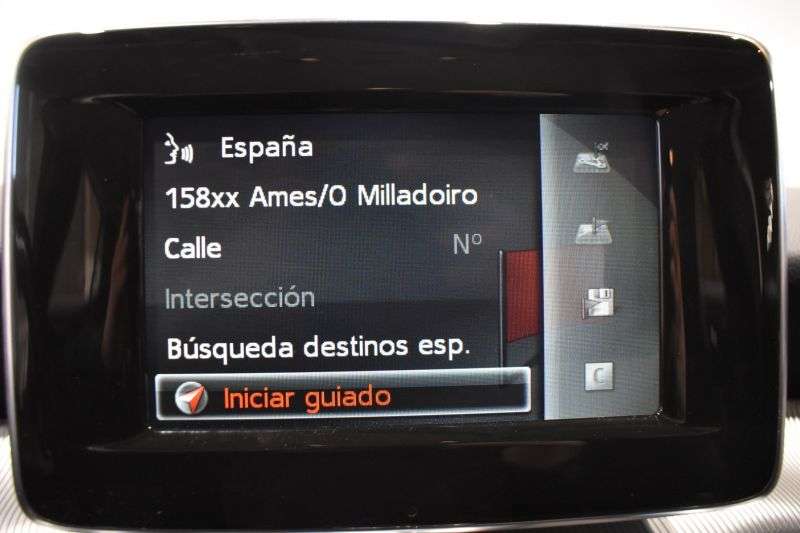 España
158xx Ames/O Milladoiro
Calle Nº
Intersección
Búsqueda destinos esp.
Iniciar guiado
C